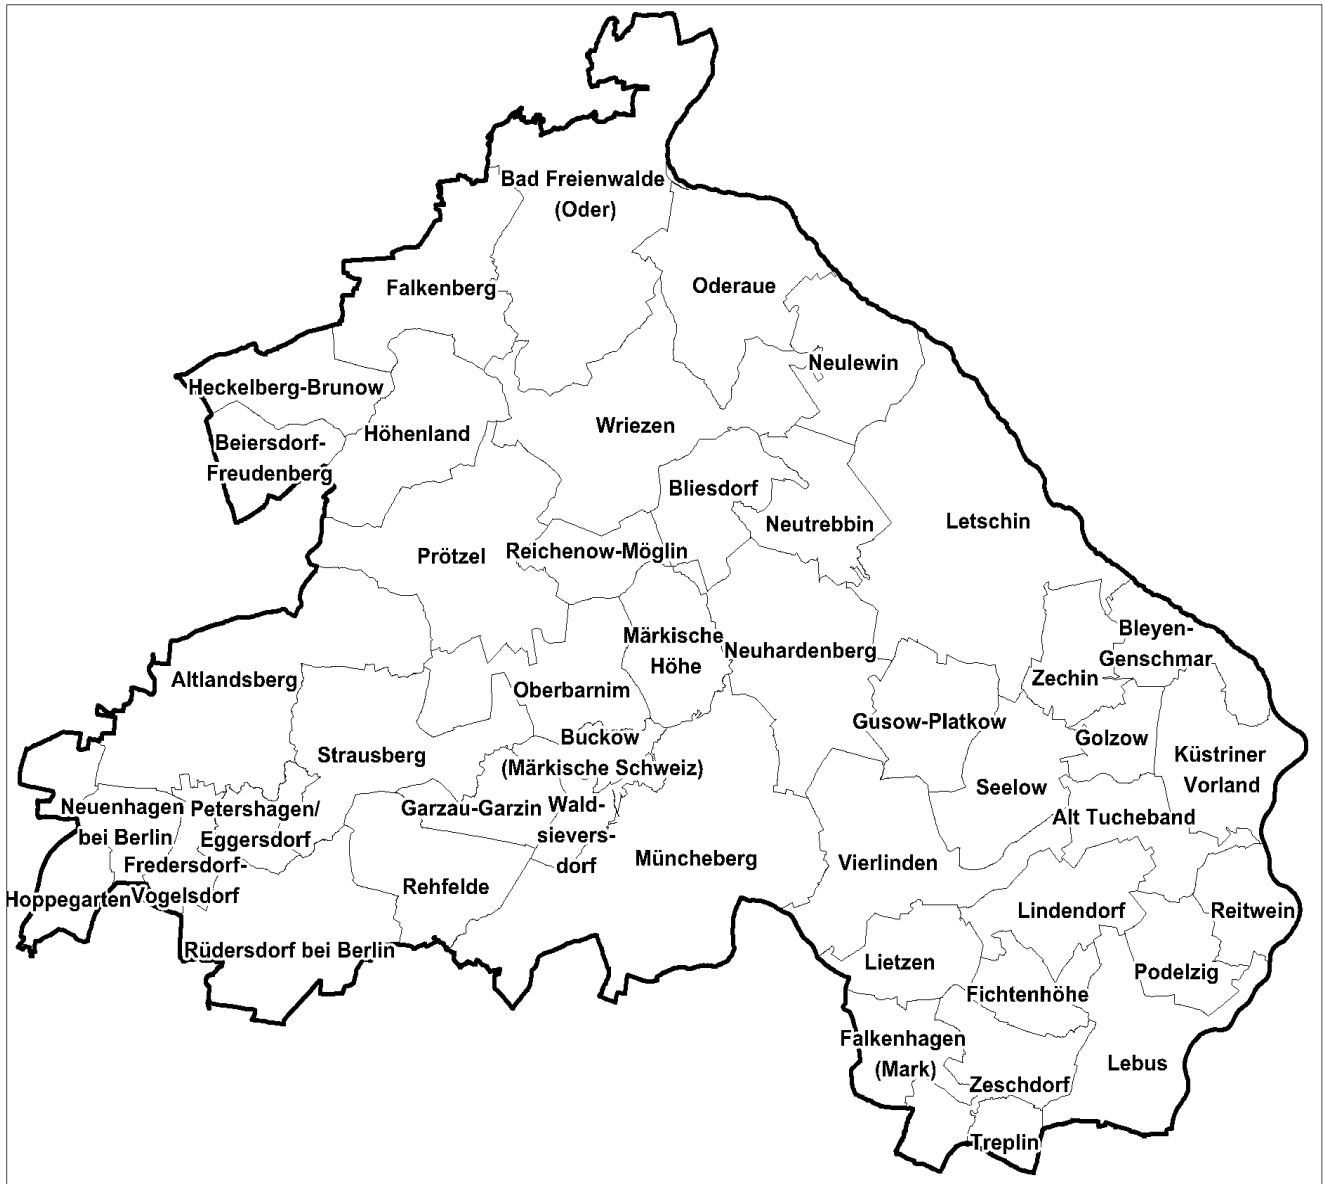 Bad Freienwalde
(Oder)
Falkenberg
Oderaue
Neulewin
Heckelberg-Brunow
Höhenland
Wriezen
Beiersdorf-
Freudenberg
Bliesdorf
Neutrebbin
Letschin
Prötzel
Reichenow-Möglin
Märkische
Höhe
Neuhardenberg
Bleyen-
Genschmar
Zechin
Altlandsberg
Oberbarnim
Gusow-Platkow
Buckow
(Märkische Schweiz)
Strausberg
Golzow
Küstriner
Vorland
Seelow
Neuenhagen
bei Berlin
Petershagen/
Eggersdorf
Garzau-Garzin
Wald-
sievers-
dorf
Alt Tucheband
Müncheberg
Vierlinden
Fredersdorf-
Vogelsdorf
Hoppegarten
Rehfelde
Lindendorf
Reitwein
Rüdersdorf bei Berlin
Lietzen
Podelzig
Fichtenhöhe
Falkenhagen
(Mark)
Lebus
Zeschdorf
Treplin